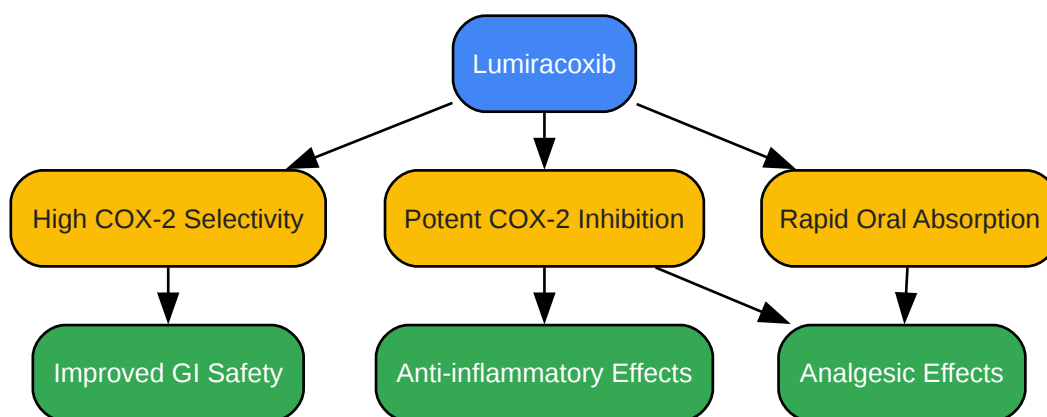 Lumiracoxib
High COX-2 Selectivity
Potent COX-2 Inhibition
Rapid Oral Absorption
Improved GI Safety
Anti-inflammatory Effects
Analgesic Effects